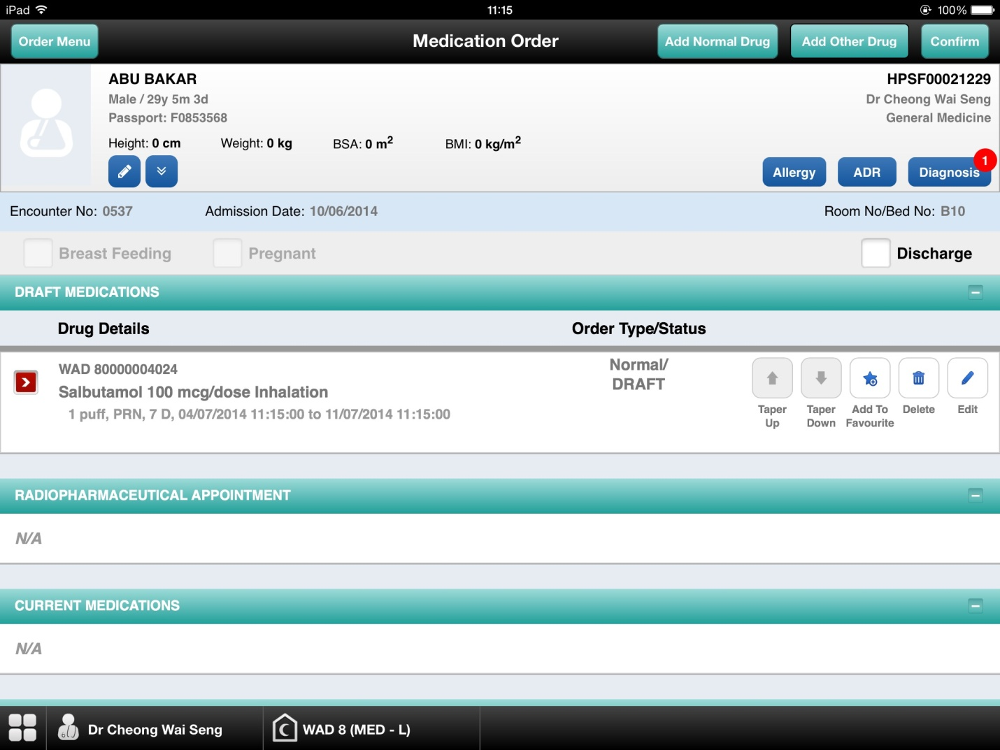 iPad 11:15 100%
Order Menu Medication Order Add Normal Drug Add Other Drug Confirm
ABU BAKAR HPSF00021229
Male / 29y 5m 3d Dr Cheong Wai Seng
Passport: F0853568 General Medicine
Height: 0 cm Weight: 0 kg BSA: 0 m² BMI: 0 kg/m²
Allergy ADR Diagnosis 1
Encounter No: 0537 Admission Date: 10/06/2014 Room No/Bed No: B10
Breast Feeding Pregnant Discharge
DRAFT MEDICATIONS
Drug Details Order Type/Status
WAD 80000004024
Salbutamol 100 mcg/dose Inhalation
1 puff, PRN, 7 D, 04/07/2014 11:15:00 to 11/07/2014 11:15:00
Normal/
DRAFT
Taper Up
Taper Down
Add To Favourite
Delete
Edit
RADIOPHARMACEUTICAL APPOINTMENT
N/A
CURRENT MEDICATIONS
N/A
Dr Cheong Wai Seng WAD 8 (MED - L)